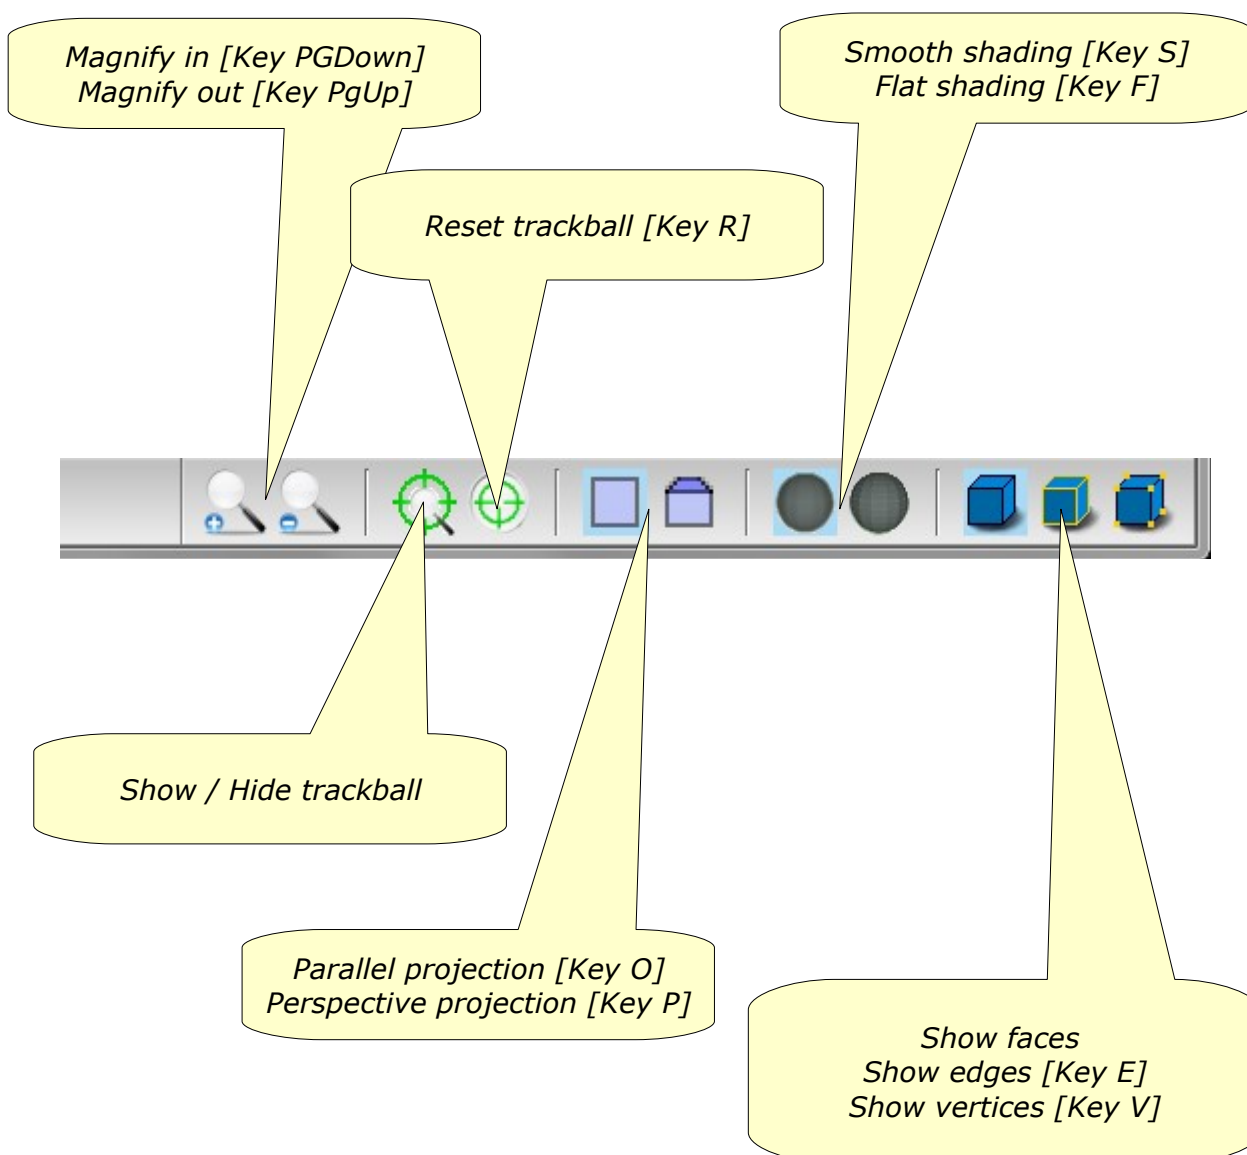 Magnify in [Key PGDown]
Magnify out [Key PgUp]
Smooth shading [Key S]
Flat shading [Key F]
Reset trackball [Key R]
Show / Hide trackball
Parallel projection [Key O]
Perspective projection [Key P]
Show faces
Show edges [Key E]
Show vertices [Key V]